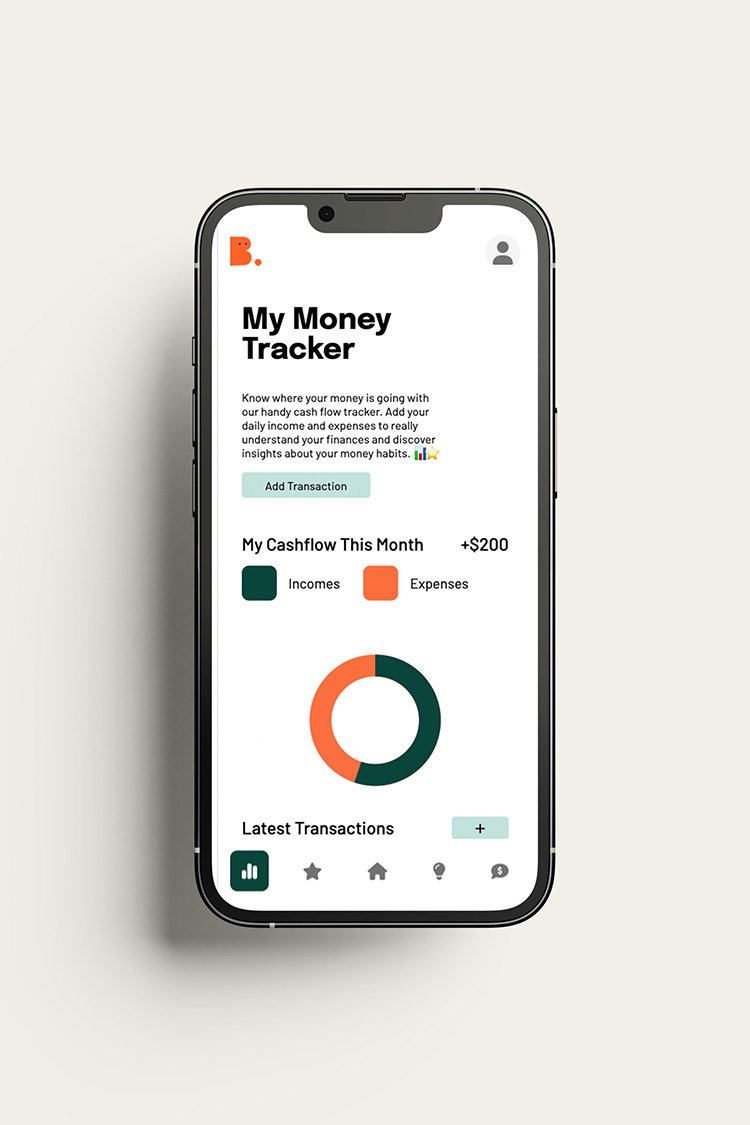 B.
My Money
Tracker
Know where your money is going with
our handy cash flow tracker. Add your
daily income and expenses to really
understand your finances and discover
insights about your money habits. 📊⭐
Add Transaction
My Cashflow This Month +$200
Incomes Expenses
Latest Transactions +
$